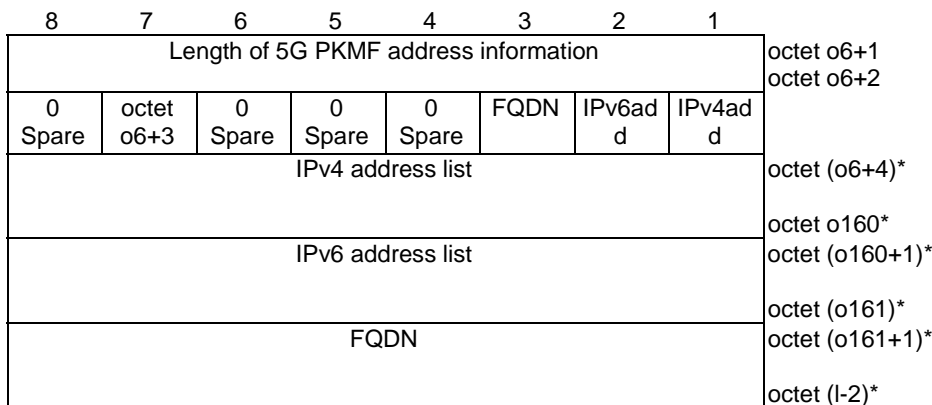 8 7 6 5 4 3 2 1
Length of 5G PKMF address information octet o6+1
octet o6+2
0 octet 0 0 0 FQDN IPv6ad IPv4ad
Spare o6+3 Spare Spare Spare d d
IPv4 address list octet (o6+4)*
octet o160*
IPv6 address list octet (o160+1)*
octet (o161)*
FQDN octet (o161+1)*
octet (l-2)*